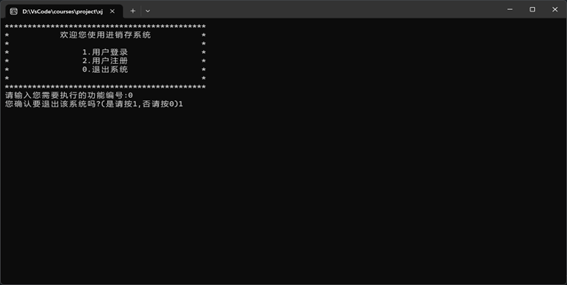 D:\VsCode\courses\project\xj
********************************************
* 欢迎您使用进销存系统 *
* *
* 1.用户登录 *
* 2.用户注册 *
* 0.退出系统 *
* *
********************************************
请输入您需要执行的功能编号:0
您确认要退出该系统吗?(是请按1,否请按0)1